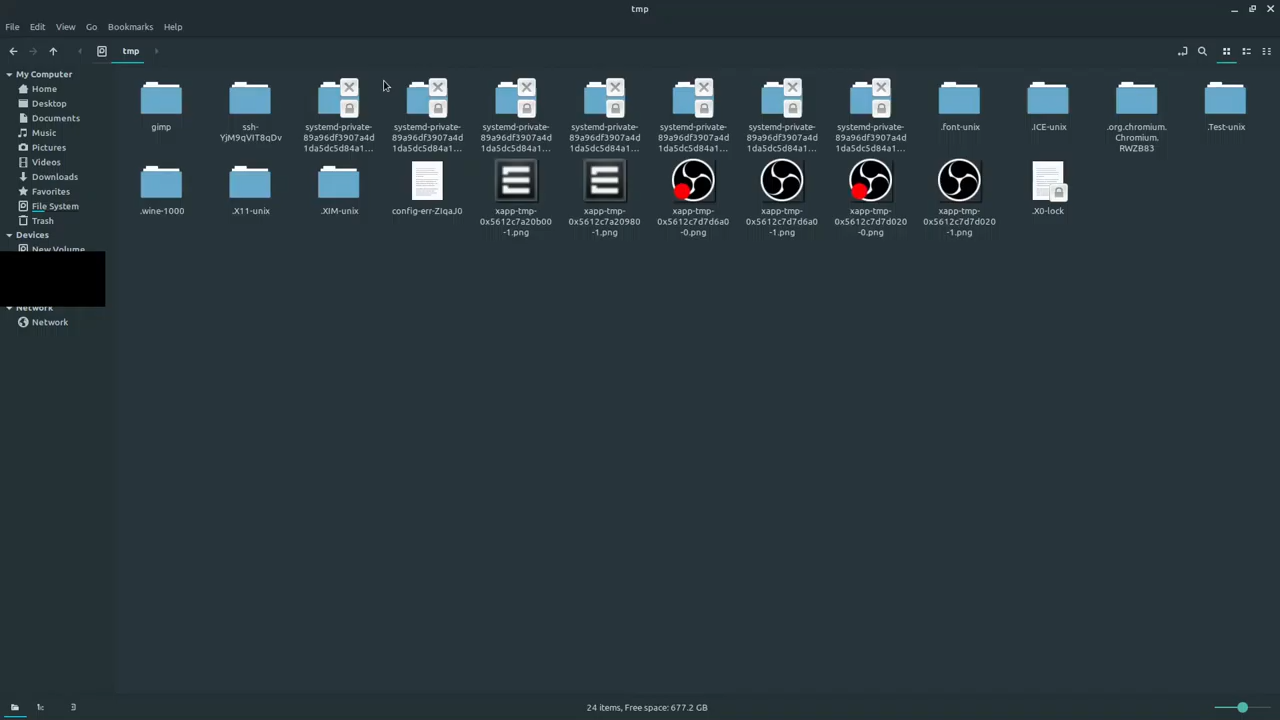 tmp
File Edit View Go Bookmarks Help
tmp
My Computer
Home
Desktop
Documents
Music
Pictures
Videos
Downloads
Favorites
File System
Trash
Devices
New Volume
Network
Network
gimp
ssh-
YjM9qVIT8qDv
systemd-private-
89a96df3907a4d
1da5dc5d84a1...
systemd-private-
89a96df3907a4d
1da5dc5d84a1...
systemd-private-
89a96df3907a4d
1da5dc5d84a1...
systemd-private-
89a96df3907a4d
1da5dc5d84a1...
systemd-private-
89a96df3907a4d
1da5dc5d84a1...
systemd-private-
89a96df3907a4d
1da5dc5d84a1...
systemd-private-
89a96df3907a4d
1da5dc5d84a1...
.font-unix
.ICE-unix
.org.chromium.
Chromium.
RWZB83
.Test-unix
.wine-1000
.X11-unix
.XIM-unix
config-err-ZIqaJ0
xapp-tmp-
0x5612c7a20b00
-1.png
xapp-tmp-
0x5612c7a20980
-1.png
xapp-tmp-
0x5612c7d7d6a0
-0.png
xapp-tmp-
0x5612c7d7d6a0
-1.png
xapp-tmp-
0x5612c7d7d020
-0.png
xapp-tmp-
0x5612c7d7d020
-1.png
.X0-lock
24 items, Free space: 677.2 GB